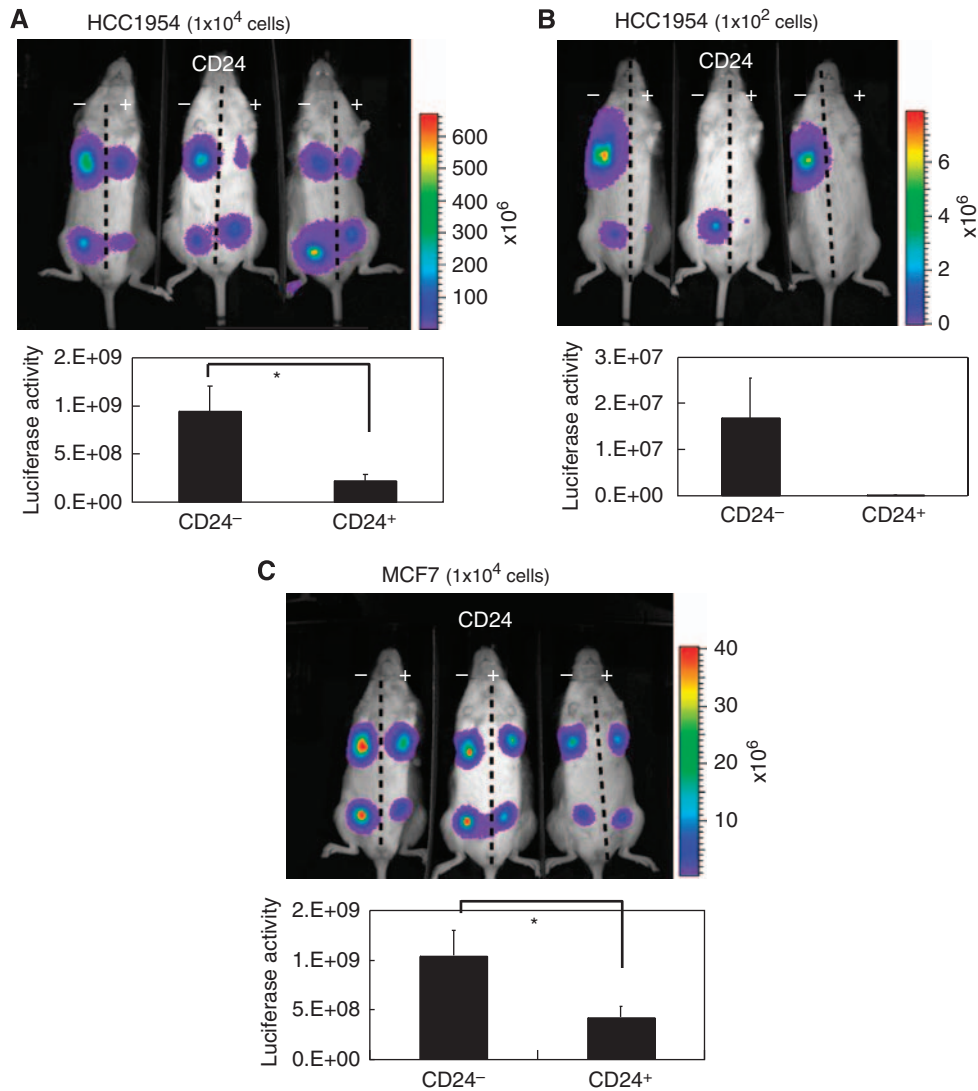 A
HCC1954 (1x10⁴ cells)
CD24
− + − + − +
600
500
400
300
200
100
x10⁶
Luciferase activity
2.E+09
1.E+09
5.E+08
0.E+00
*
CD24⁻ CD24⁺
B
HCC1954 (1x10² cells)
CD24
− + − + − +
6
4
2
0
x10⁶
Luciferase activity
3.E+07
2.E+07
1.E+07
0.E+00
CD24⁻ CD24⁺
C
MCF7 (1x10⁴ cells)
CD24
− + − + − +
40
30
20
10
x10⁶
Luciferase activity
2.E+09
1.E+09
5.E+08
0.E+00
*
CD24⁻ CD24⁺